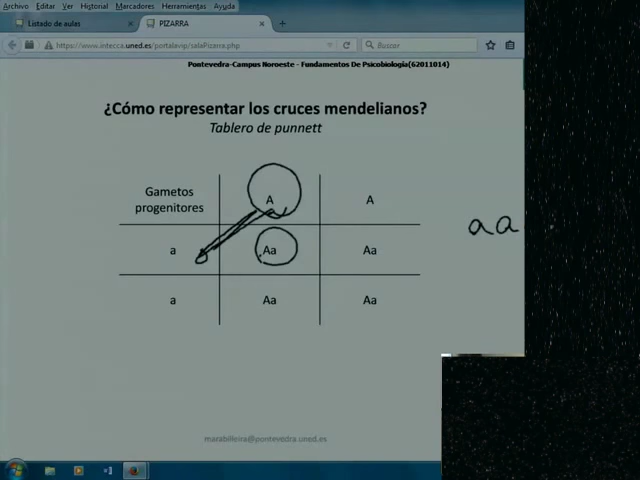 Archivo Editar Ver Historial Marcadores Herramientas Ayuda
Listado de aulas × PIZARRA × +
https://www.intecca.uned.es/portalavip/salaPizarra.php Buscar
Pontevedra-Campus Noroeste - Fundamentos De Psicobiología(62011014)
¿Cómo representar los cruces mendelianos?
Tablero de punnett
Gametos progenitores A A
a Aa Aa
a Aa Aa
aa
marabilleira@pontevedra.uned.es